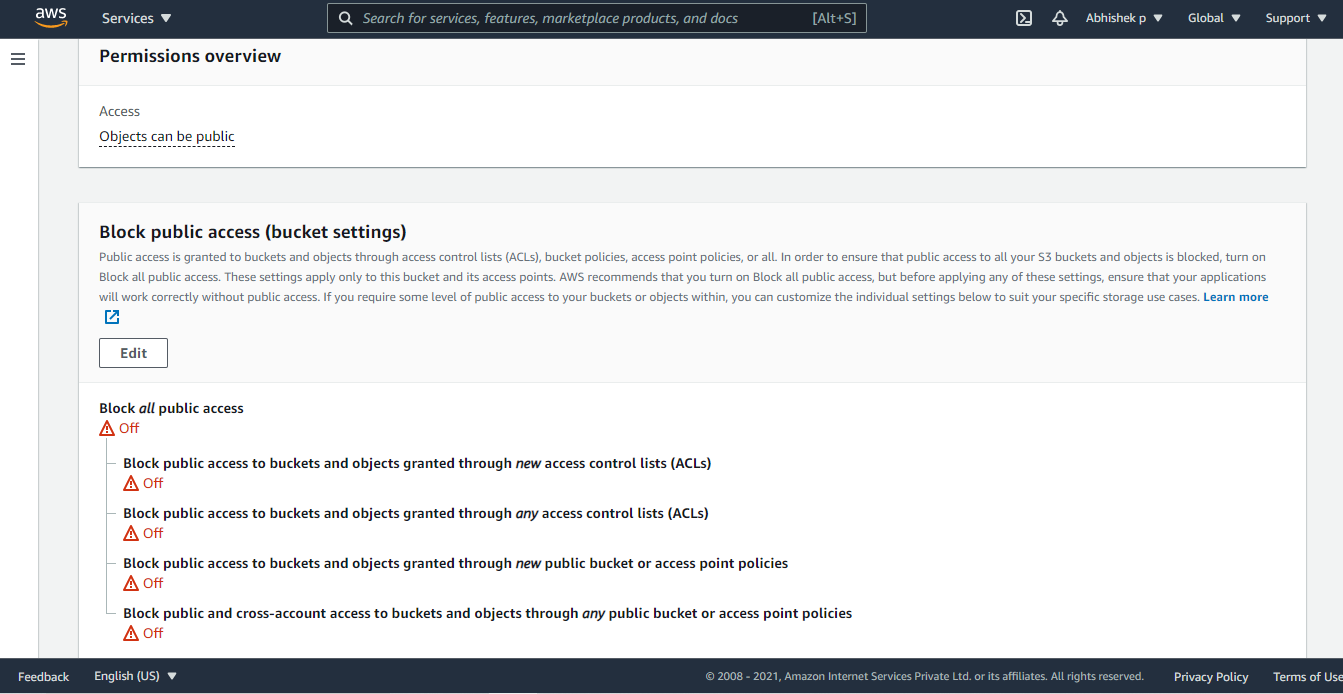 aws Services Search for services, features, marketplace products, and docs [Alt+S] Abhishek p Global Support
Permissions overview
Access
Objects can be public
Block public access (bucket settings)
Public access is granted to buckets and objects through access control lists (ACLs), bucket policies, access point policies, or all. In order to ensure that public access to all your S3 buckets and objects is blocked, turn on
Block all public access. These settings apply only to this bucket and its access points. AWS recommends that you turn on Block all public access, but before applying any of these settings, ensure that your applications
will work correctly without public access. If you require some level of public access to your buckets or objects within, you can customize the individual settings below to suit your specific storage use cases. Learn more
Edit
Block all public access
Off
Block public access to buckets and objects granted through new access control lists (ACLs)
Off
Block public access to buckets and objects granted through any access control lists (ACLs)
Off
Block public access to buckets and objects granted through new public bucket or access point policies
Off
Block public and cross-account access to buckets and objects through any public bucket or access point policies
Off
Feedback English (US) © 2008 - 2021, Amazon Internet Services Private Ltd. or its affiliates. All rights reserved. Privacy Policy Terms of Use